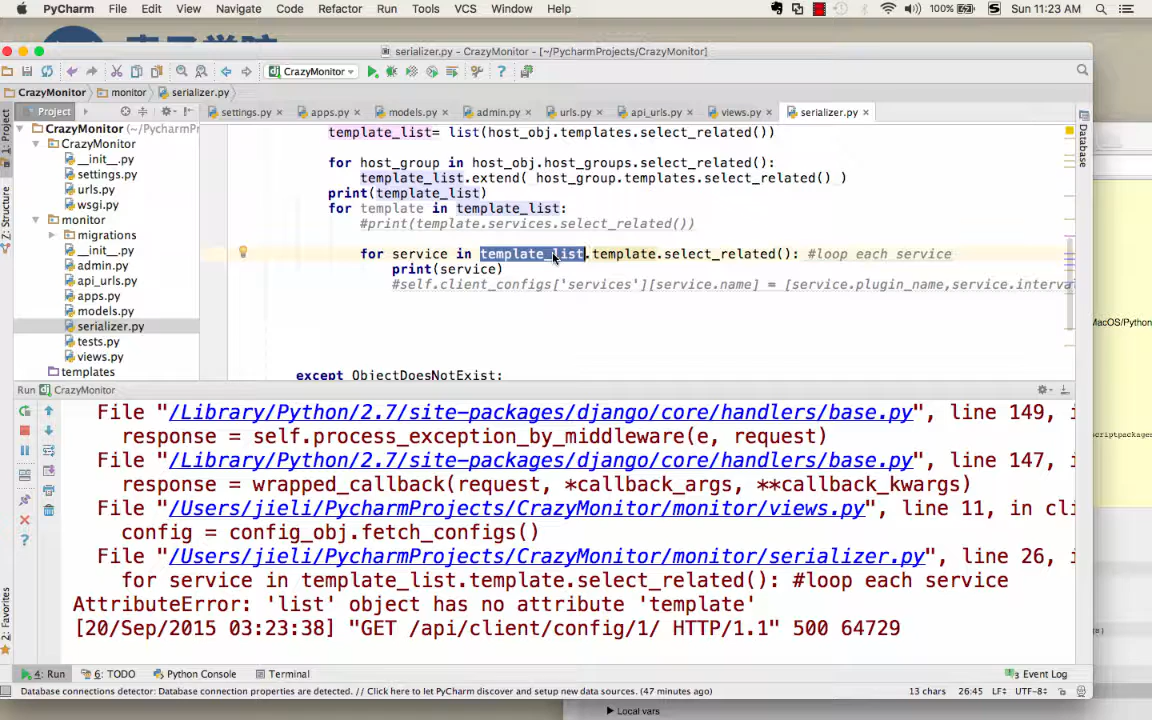 PyCharm File Edit View Navigate Code Refactor Run Tools VCS Window Help 100% Sun 11:23 AM
serializer.py - CrazyMonitor - [~/PycharmProjects/CrazyMonitor]
CrazyMonitor
CrazyMonitor monitor serializer.py
Project settings.py apps.py models.py admin.py urls.py api_urls.py views.py serializer.py
CrazyMonitor (~/PycharmPr
CrazyMonitor
__init__.py
settings.py
urls.py
wsgi.py
monitor
migrations
__init__.py
admin.py
api_urls.py
apps.py
models.py
serializer.py
tests.py
views.py
templates
1: Project
7: Structure
2: Favorites
Database
template_list= list(host_obj.templates.select_related())
for host_group in host_obj.host_groups.select_related():
template_list.extend( host_group.templates.select_related() )
print(template_list)
for template in template_list:
#print(template.services.select_related())
for service in template_list.template.select_related(): #loop each service
print(service)
#self.client_configs['services'][service.name] = [service.plugin_name,service.interva
except ObjectDoesNotExist:
MacOS/Python
criptpackages
Run CrazyMonitor
File "/Library/Python/2.7/site-packages/django/core/handlers/base.py", line 149, i
response = self.process_exception_by_middleware(e, request)
File "/Library/Python/2.7/site-packages/django/core/handlers/base.py", line 147, i
response = wrapped_callback(request, *callback_args, **callback_kwargs)
File "/Users/jieli/PycharmProjects/CrazyMonitor/monitor/views.py", line 11, in cli
config = config_obj.fetch_configs()
File "/Users/jieli/PycharmProjects/CrazyMonitor/monitor/serializer.py", line 26, i
for service in template_list.template.select_related(): #loop each service
AttributeError: 'list' object has no attribute 'template'
[20/Sep/2015 03:23:38] "GET /api/client/config/1/ HTTP/1.1" 500 64729
4: Run 6: TODO Python Console Terminal 3 Event Log
Database connections detector: Database connection properties are detected. // Click here to let PyCharm discover and setup new data sources. (47 minutes ago) 13 chars 26:45 LF÷ UTF-8÷
Local vars